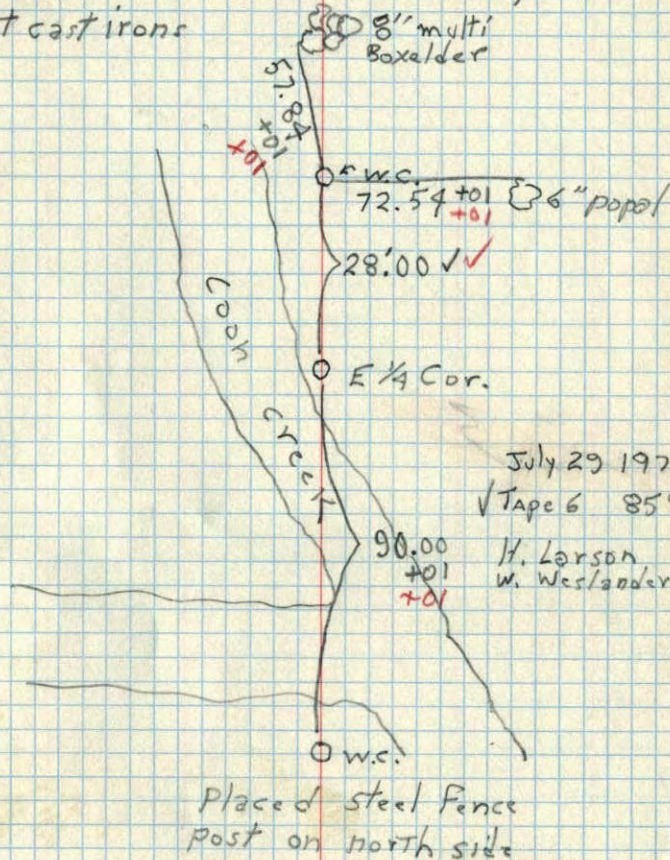 t cast irons
8" multi
Boxelder
57.84
+01
+01
W.C.
72.54 +01
+01
6" popal
28.00 ✓ ✓
Coon
creek
E 1/4 Cor.
July 29 197
✓ Tape 6 85°
90.00
+01
+01
H. Larson
W. Weslander
W.C.
Placed steel Fence
post on north side